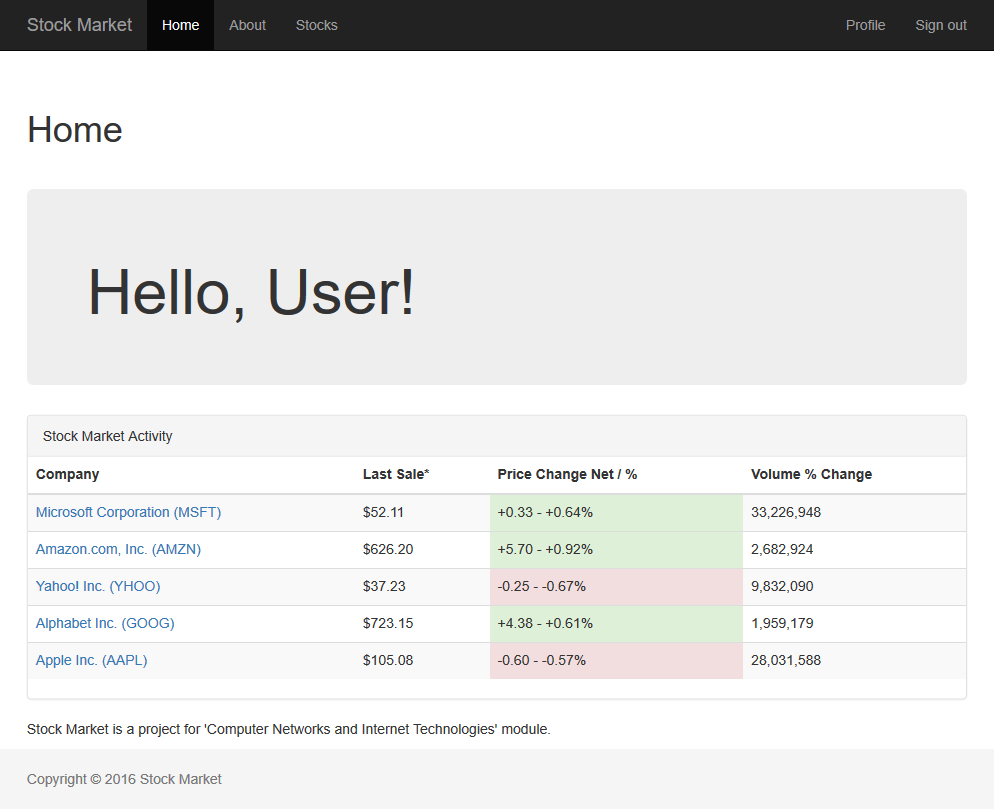 Stock Market Home About Stocks Profile Sign out
Home
Hello, User!
Stock Market Activity
Company Last Sale* Price Change Net / % Volume % Change
Microsoft Corporation (MSFT) $52.11 +0.33 - +0.64% 33,226,948
Amazon.com, Inc. (AMZN) $626.20 +5.70 - +0.92% 2,682,924
Yahoo! Inc. (YHOO) $37.23 -0.25 - -0.67% 9,832,090
Alphabet Inc. (GOOG) $723.15 +4.38 - +0.61% 1,959,179
Apple Inc. (AAPL) $105.08 -0.60 - -0.57% 28,031,588
Stock Market is a project for 'Computer Networks and Internet Technologies' module.
Copyright © 2016 Stock Market